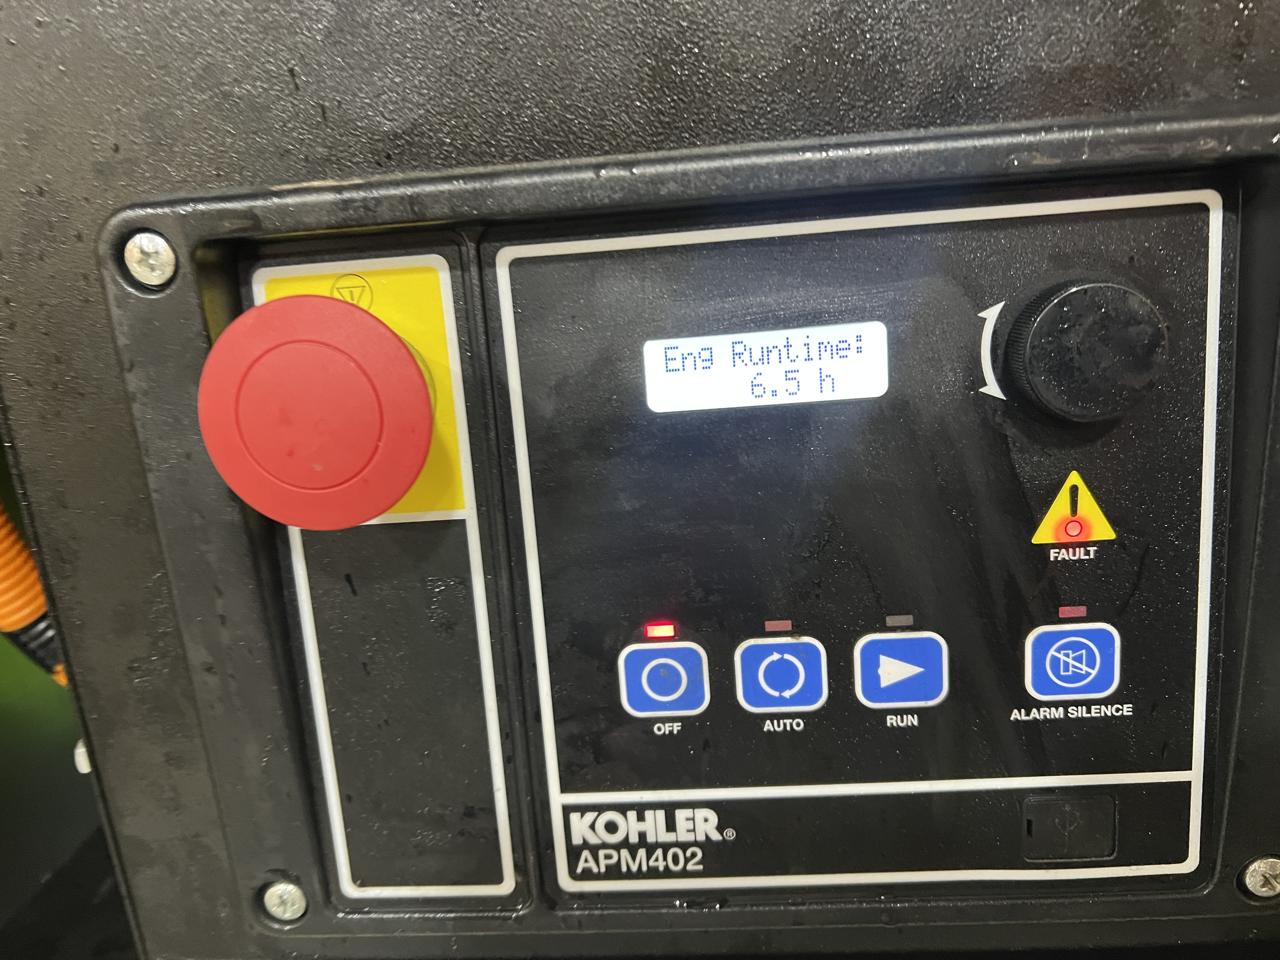 Eng Runtime:
6.5 h
FAULT
OFF
AUTO
RUN
ALARM SILENCE
KOHLER®
APM402